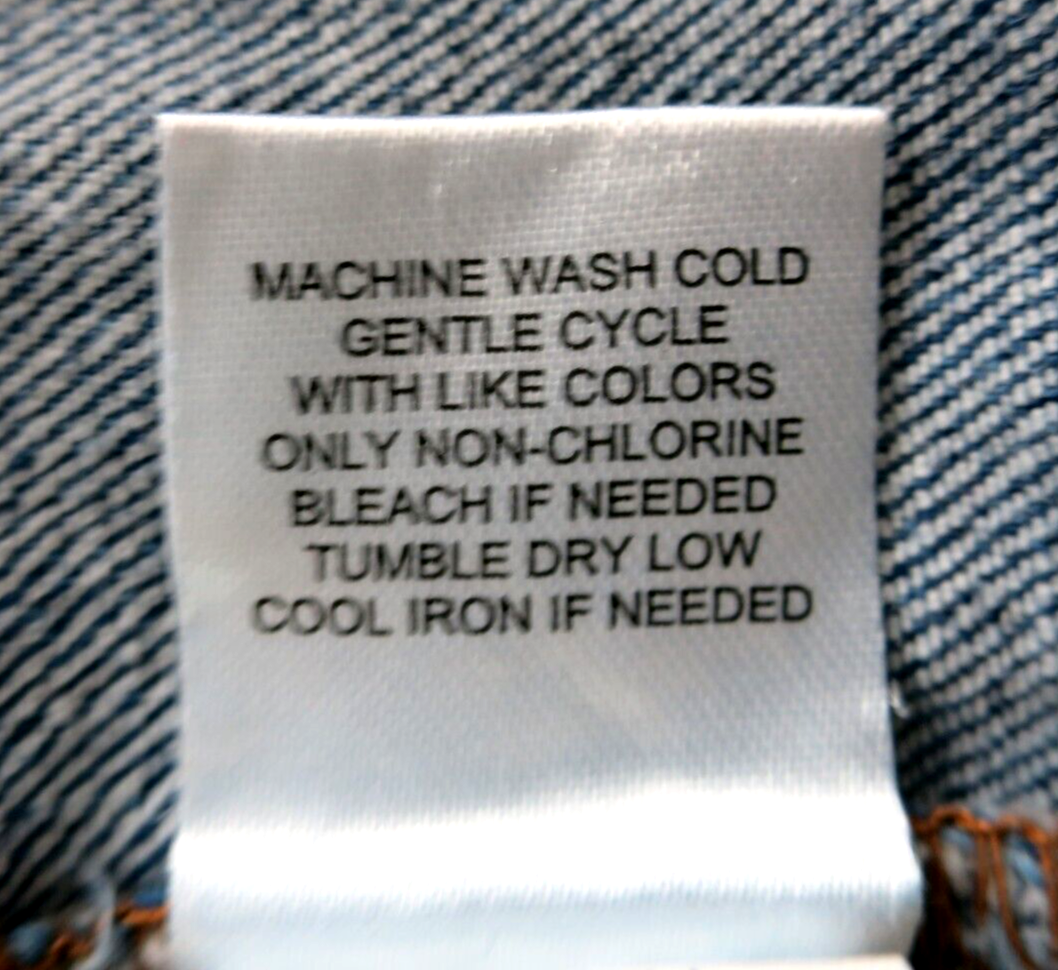 MACHINE WASH COLD
GENTLE CYCLE
WITH LIKE COLORS
ONLY NON-CHLORINE
BLEACH IF NEEDED
TUMBLE DRY LOW
COOL IRON IF NEEDED